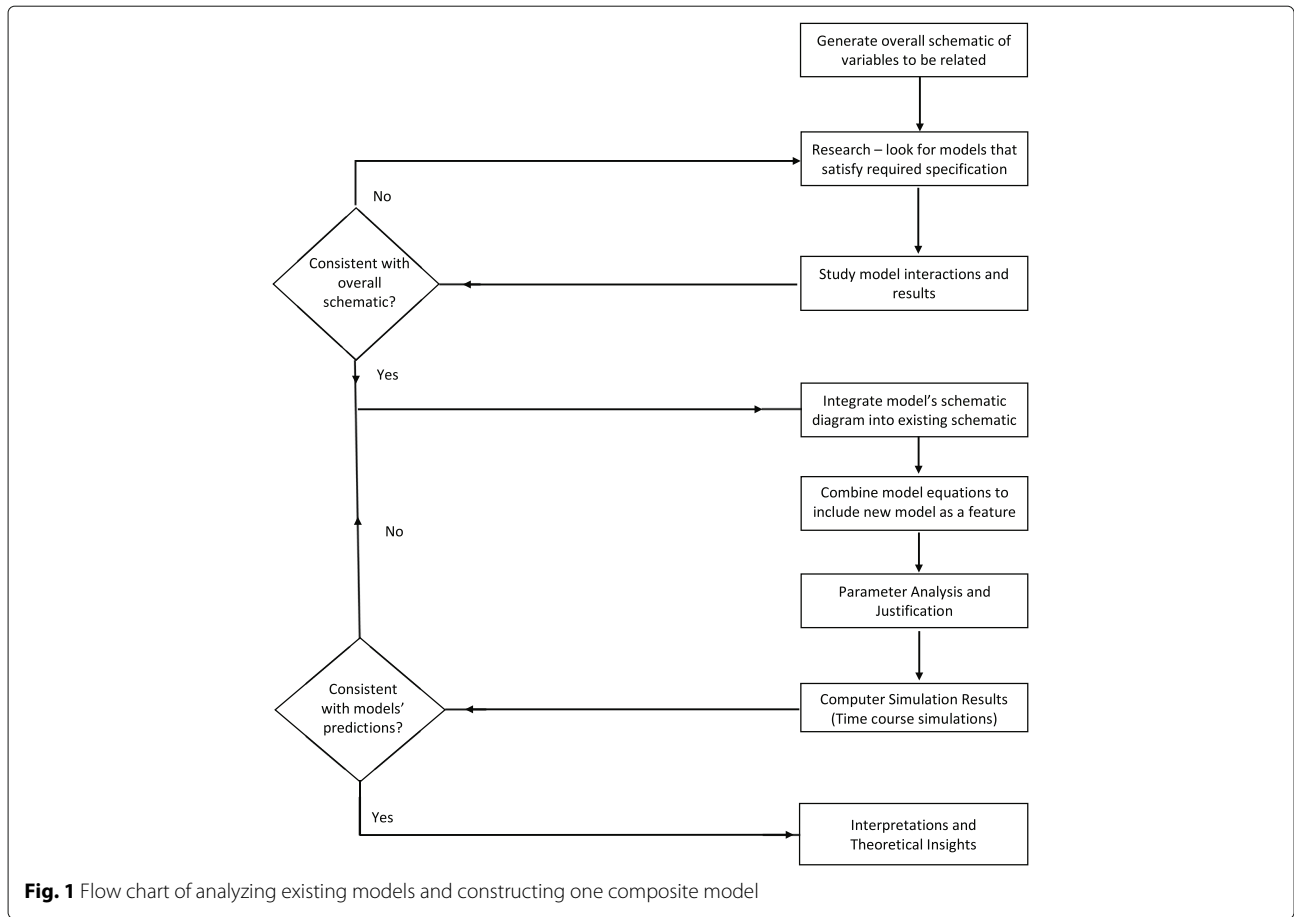 Generate overall schematic of
variables to be related
Research – look for models that
satisfy required specification
No
Consistent with
overall
schematic?
Study model interactions and
results
Yes
Integrate model's schematic
diagram into existing schematic
Combine model equations to
include new model as a feature
No
Parameter Analysis and
Justification
Consistent
with models'
predictions?
Computer Simulation Results
(Time course simulations)
Yes
Interpretations and
Theoretical Insights
Fig. 1 Flow chart of analyzing existing models and constructing one composite model